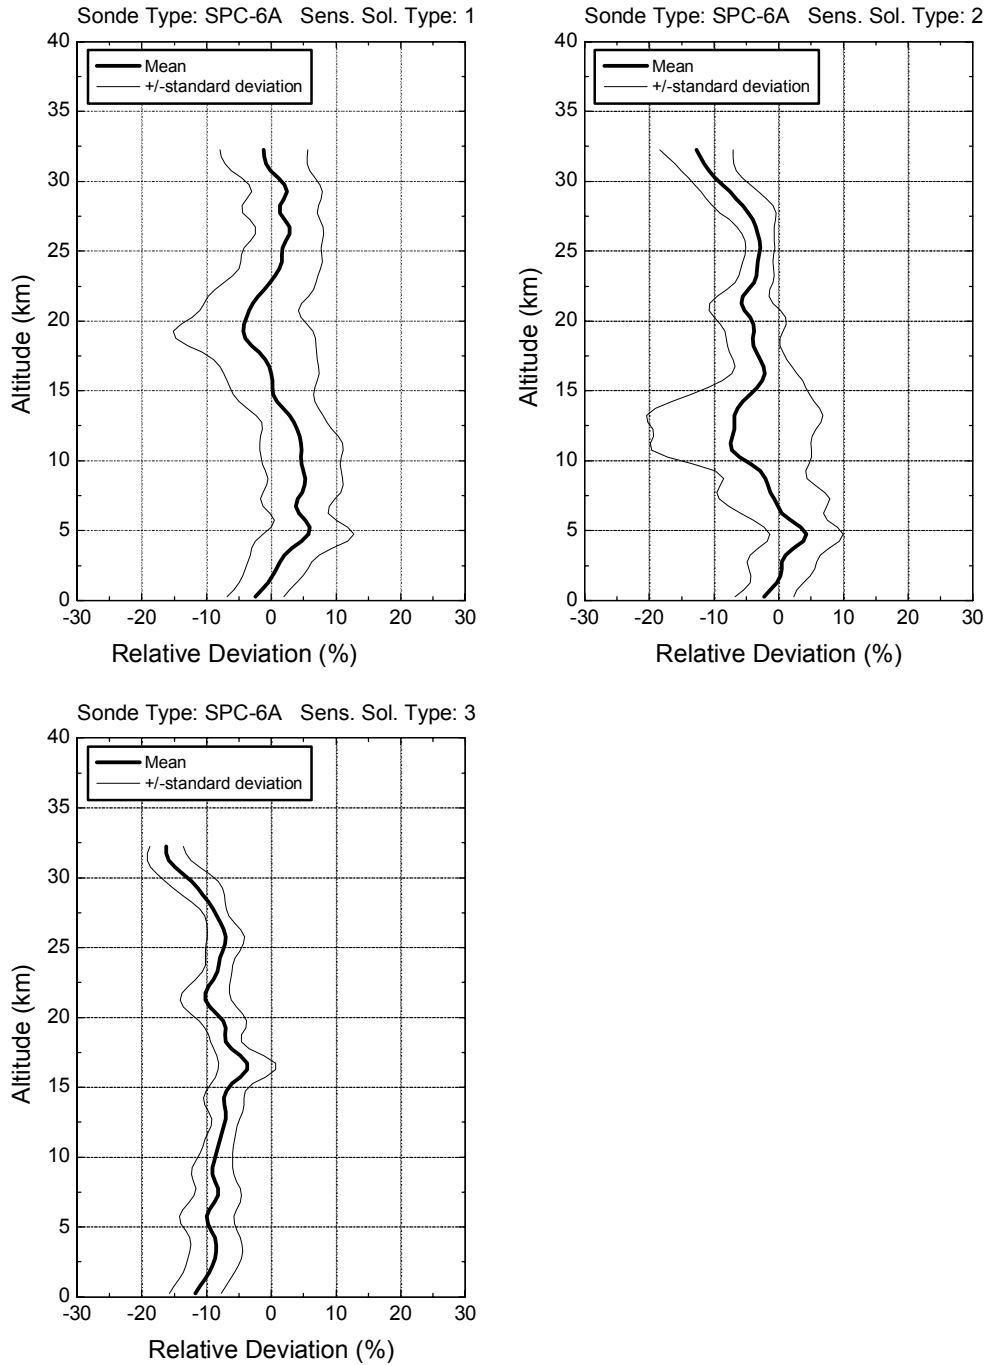 Sonde Type: SPC-6A   Sens. Sol. Type: 1
40
35
30
25
20
15
10
5
0
Altitude (km)
Mean
+/-standard deviation
-30 -20 -10 0 10 20 30
Relative Deviation (%)
Sonde Type: SPC-6A   Sens. Sol. Type: 2
40
35
30
25
20
15
10
5
0
Altitude (km)
Mean
+/-standard deviation
-30 -20 -10 0 10 20 30
Relative Deviation (%)
Sonde Type: SPC-6A   Sens. Sol. Type: 3
40
35
30
25
20
15
10
5
0
Altitude (km)
Mean
+/-standard deviation
-30 -20 -10 0 10 20 30
Relative Deviation (%)